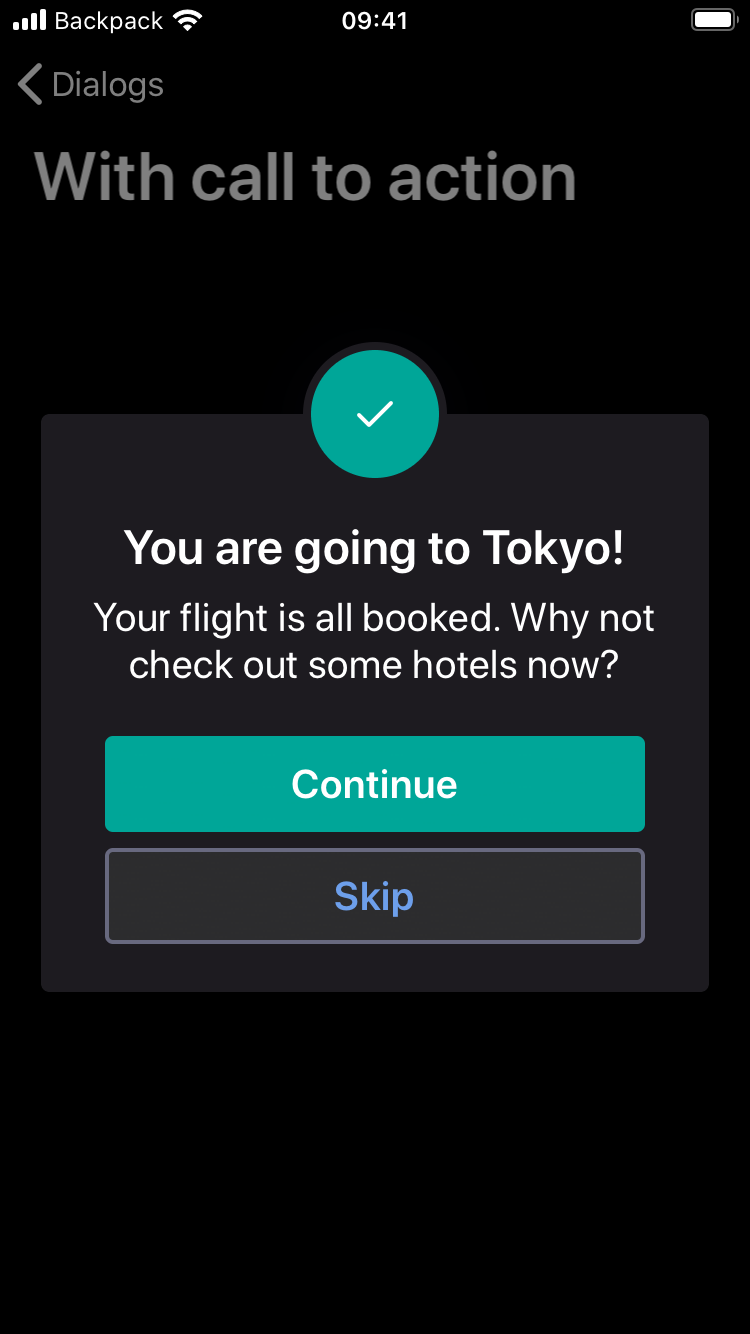 Backpack 09:41
Dialogs
With call to action
You are going to Tokyo!
Your flight is all booked. Why not
check out some hotels now?
Continue
Skip